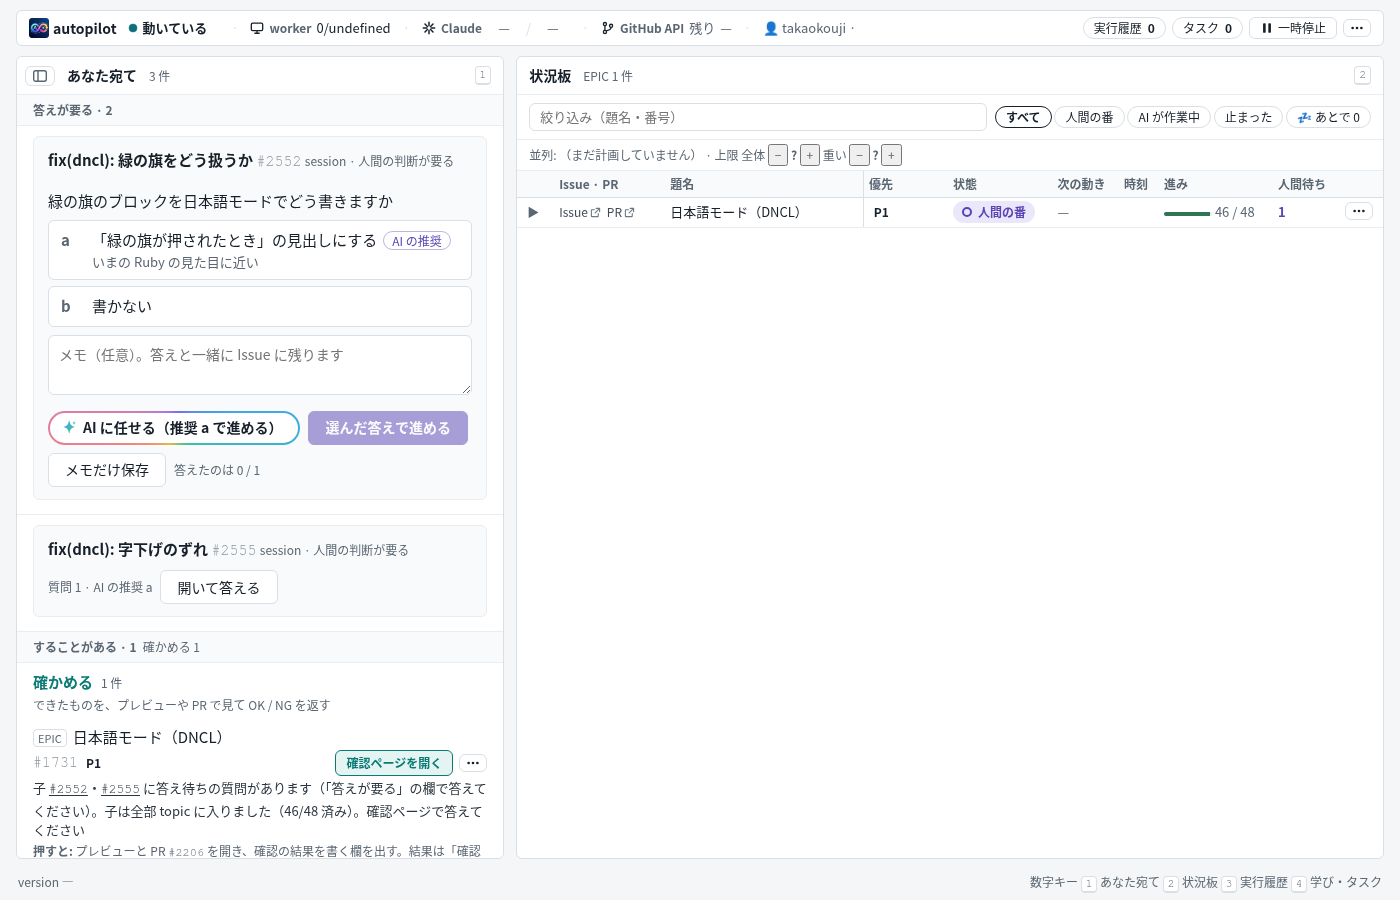 autopilot 動いている · worker 0/undefined · Claude — / — · GitHub API 残り — · takaokouji · 実行履歴 0 タスク 0 一時停止 ···
あなた宛て 3 件 1
答えが要る · 2
fix(dncl): 緑の旗をどう扱うか #2552 session · 人間の判断が要る
緑の旗のブロックを日本語モードでどう書きますか
a 「緑の旗が押されたとき」の見出しにする AI の推奨
いまの Ruby の見た目に近い
b 書かない
メモ（任意）。答えと一緒に Issue に残ります
AI に任せる（推奨 a で進める） 選んだ答えで進める
メモだけ保存 答えたのは 0 / 1
fix(dncl): 字下げのずれ #2555 session · 人間の判断が要る
質問 1 · AI の推奨 a 開いて答える
することがある · 1 確かめる 1
確かめる 1 件
できたものを、プレビューや PR で見て OK / NG を返す
EPIC 日本語モード（DNCL）
#1731 P1 確認ページを開く ···
子 #2552・#2555 に答え待ちの質問があります（「答えが要る」の欄で答えて
ください）。子は全部 topic に入りました（46/48 済み）。確認ページで答えて
ください
押すと: プレビューと PR #2206 を開き、確認の結果を書く欄を出す。結果は「確認
状況板 EPIC 1 件 2
絞り込み（題名・番号） すべて 人間の番 AI が作業中 止まった 💤 あとで 0
並列: （まだ計画していません） · 上限 全体 − ? + 重い − ? +
Issue · PR 題名 優先 状態 次の動き 時刻 進み 人間待ち
▶ Issue PR 日本語モード（DNCL） P1 人間の番 — 46 / 48 1 ···
version —
数字キー 1 あなた宛て 2 状況板 3 実行履歴 4 学び・タスク